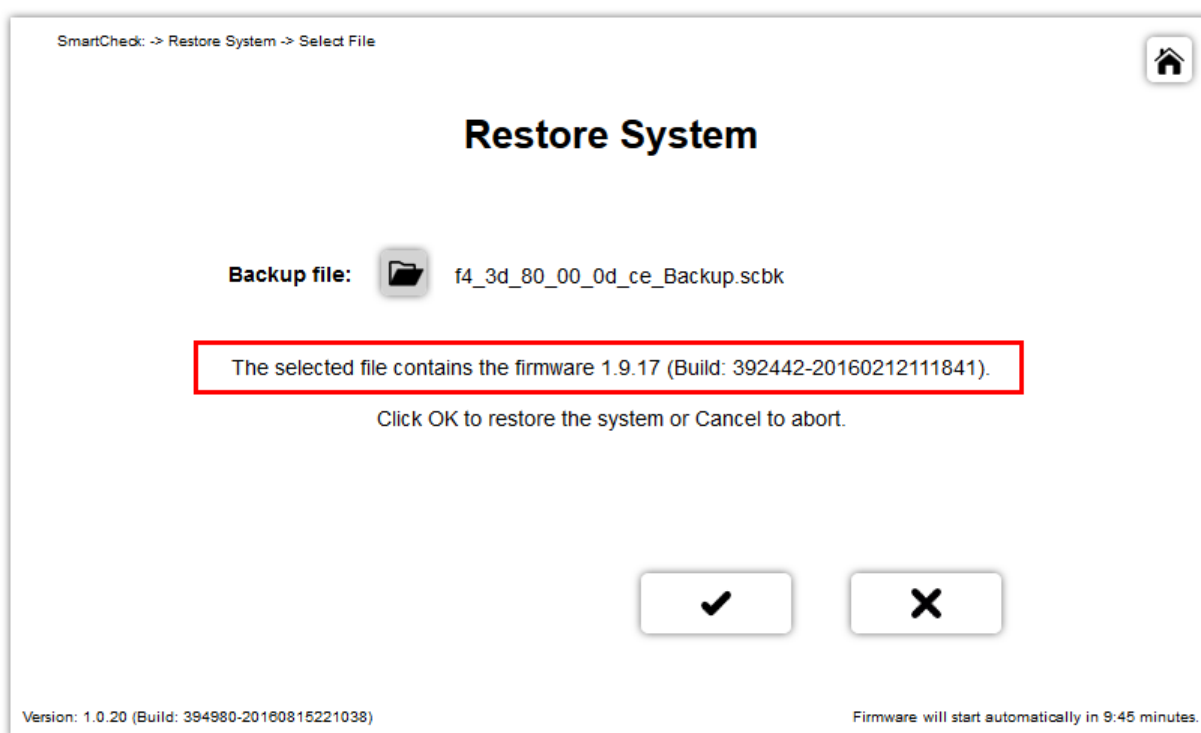 SmartCheck: -> Restore System -> Select File
Restore System
Backup file: f4_3d_80_00_0d_ce_Backup.scbk
The selected file contains the firmware 1.9.17 (Build: 392442-20160212111841).
Click OK to restore the system or Cancel to abort.
Version: 1.0.20 (Build: 394980-20160815221038) Firmware will start automatically in 9:45 minutes.